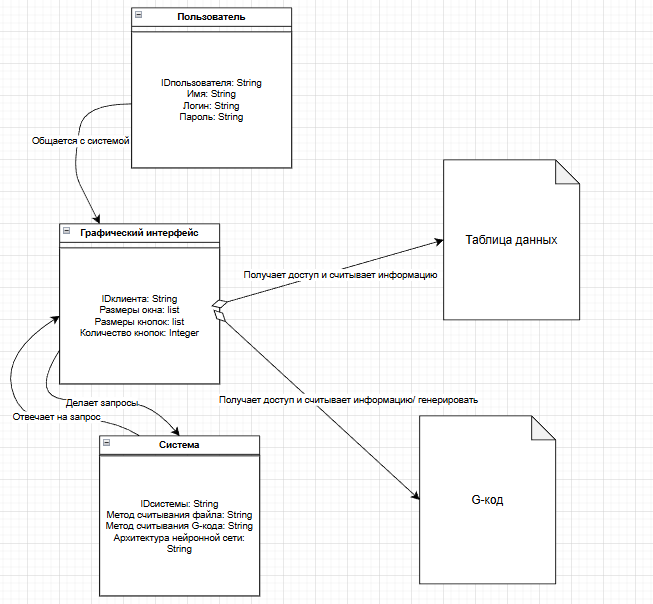 Пользователь
IDпользователя: String
Имя: String
Логин: String
Пароль: String
Общается с системой
Графический интерфейс
IDклиента: String
Размеры окна: list
Размеры кнопок: list
Количество кнопок: Integer
Таблица данных
Получает доступ и считывает информацию
Делает запросы
Отвечает на запрос
Получает доступ и считывает информацию/ генерировать
Система
IDсистемы: String
Метод считывания файла: String
Метод считывания G-кода: String
Архитектура нейронной сети:
String
G-код